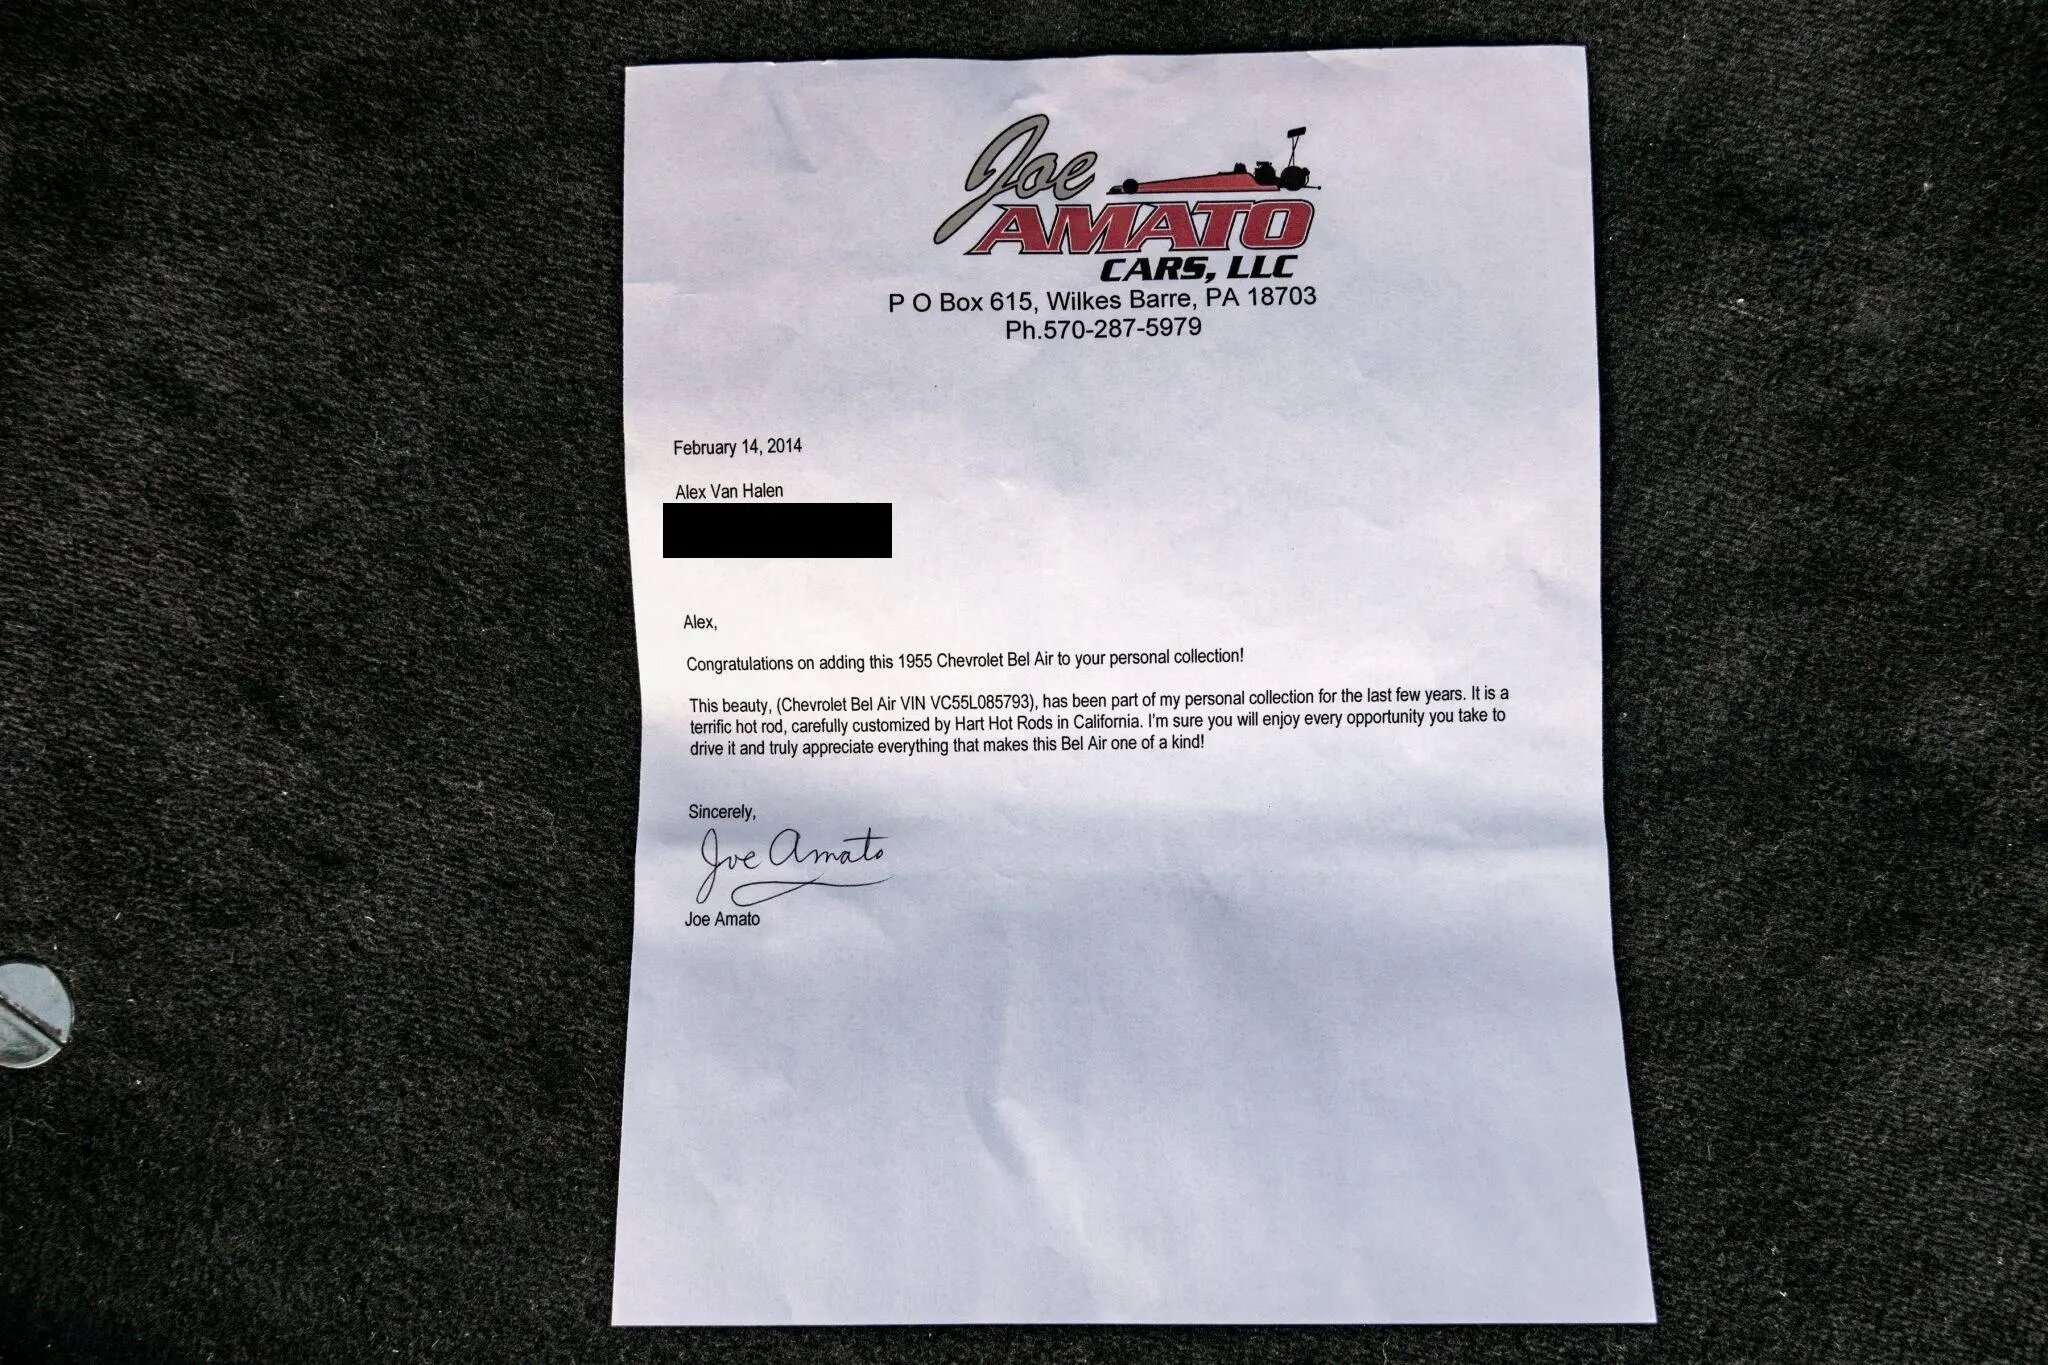 Joe
AMATO
CARS, LLC
P O Box 615, Wilkes Barre, PA 18703
Ph.570-287-5979
February 14, 2014
Alex Van Halen
Alex,
Congratulations on adding this 1955 Chevrolet Bel Air to your personal collection!
This beauty, (Chevrolet Bel Air VIN VC55L085793), has been part of my personal collection for the last few years. It is a
terrific hot rod, carefully customized by Hart Hot Rods in California. I'm sure you will enjoy every opportunity you take to
drive it and truly appreciate everything that makes this Bel Air one of a kind!
Sincerely,
Joe Amato
Joe Amato